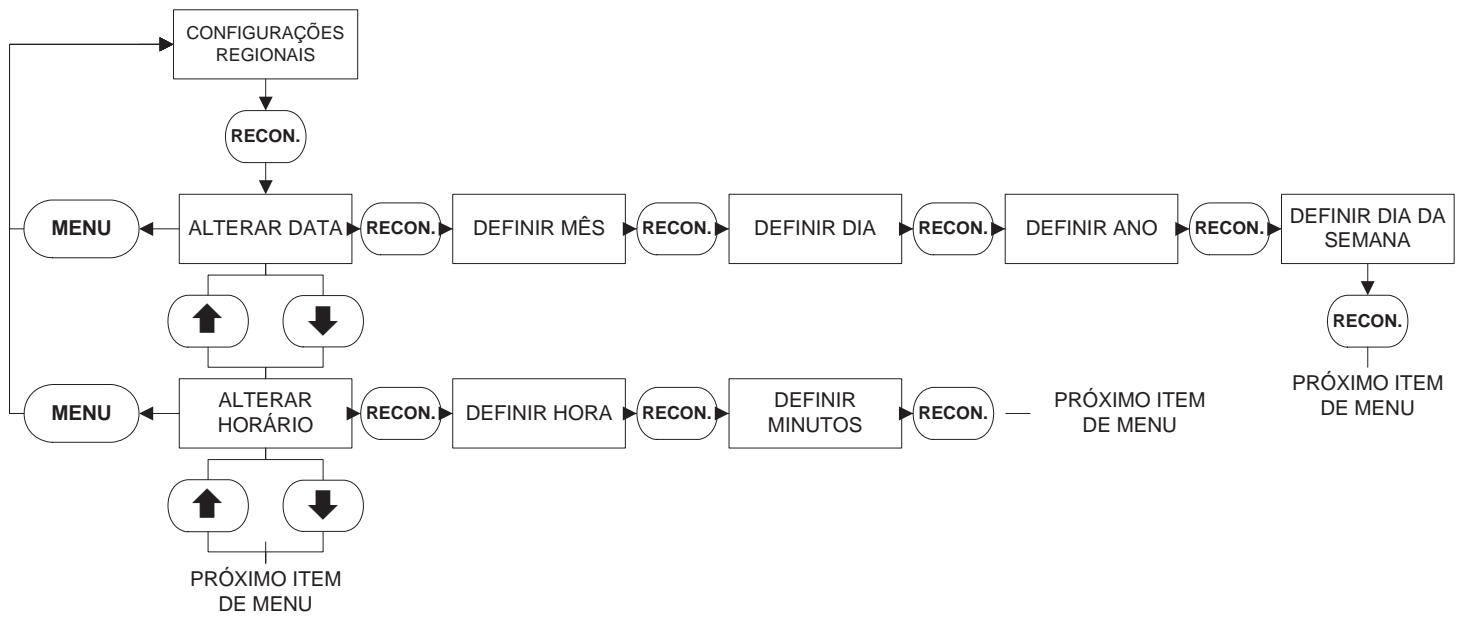 CONFIGURAÇÕES
REGIONAIS
RECON.
MENU
ALTERAR DATA
RECON.
DEFINIR MÊS
RECON.
DEFINIR DIA
RECON.
DEFINIR ANO
RECON.
DEFINIR DIA DA
SEMANA
RECON.
PRÓXIMO ITEM
DE MENU
MENU
ALTERAR
HORÁRIO
RECON.
DEFINIR HORA
RECON.
DEFINIR
MINUTOS
RECON.
PRÓXIMO ITEM
DE MENU
PRÓXIMO ITEM
DE MENU